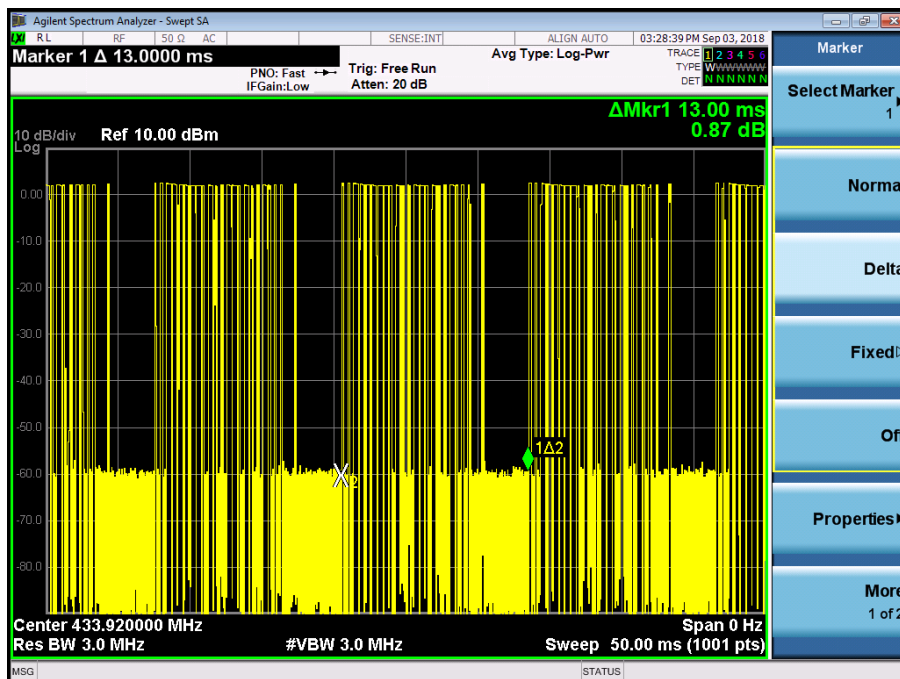 Agilent Spectrum Analyzer - Swept SA
LXI RL RF 50 Ω AC SENSE:INT ALIGN AUTO 03:28:39 PM Sep 03, 2018
Marker 1 Δ 13.0000 ms
PNO: Fast
IFGain:Low
Trig: Free Run
Atten: 20 dB
Avg Type: Log-Pwr
TRACE 1 2 3 4 5 6
TYPE WWWWWW
DET N N N N N N
ΔMkr1 13.00 ms
0.87 dB
10 dB/div Ref 10.00 dBm
Log
0.00
-10.0
-20.0
-30.0
-40.0
-50.0
-60.0
-70.0
-80.0
1Δ2
2
Center 433.920000 MHz Span 0 Hz
Res BW 3.0 MHz #VBW 3.0 MHz Sweep 50.00 ms (1001 pts)
MSG STATUS
Marker
Select Marker
1
Norma
Delta
Fixed
Of
Properties
More
1 of 2